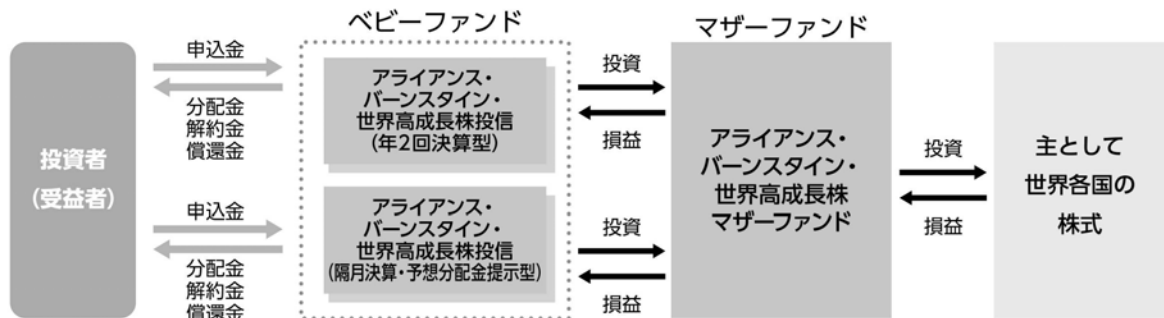 ベビーファンド
マザーファンド
投資者
(受益者)
申込金
分配金
解約金
償還金
アライアンス・
バーンスタイン・
世界高成長株投信
(年2回決算型)
投資
損益
申込金
分配金
解約金
償還金
アライアンス・
バーンスタイン・
世界高成長株投信
(隔月決算・予想分配金提示型)
投資
損益
アライアンス・
バーンスタイン・
世界高成長株
マザーファンド
投資
損益
主として
世界各国の
株式